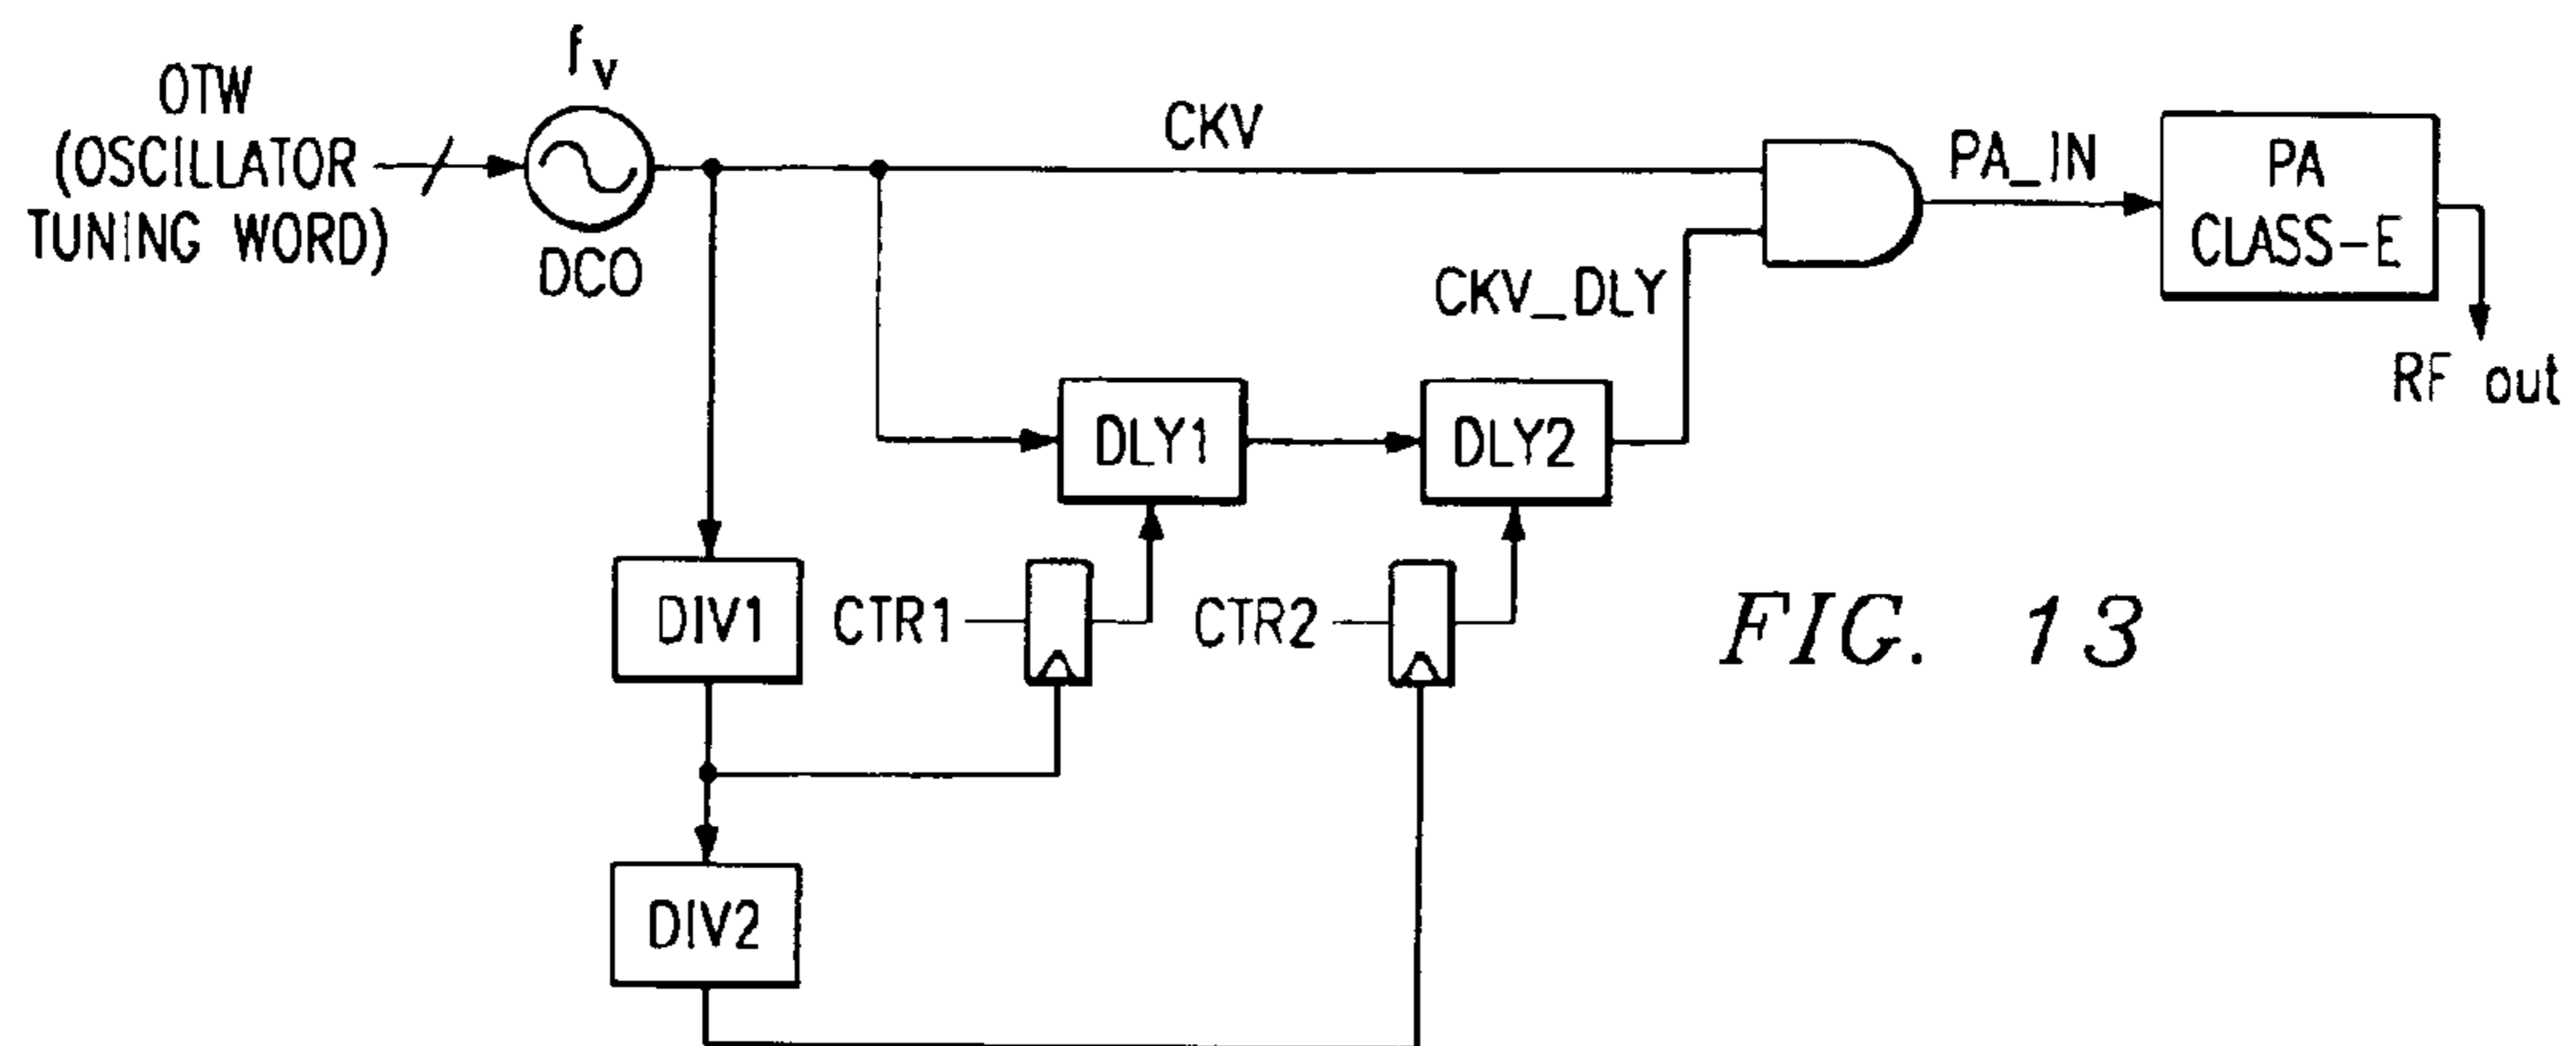 f_v
OTW
(OSCILLATOR
TUNING WORD)
DCO
CKV
PA_IN
PA
CLASS-E
CKV_DLY
RF out
DLY1
DLY2
DIV1
CTR1
CTR2
FIG. 13
DIV2